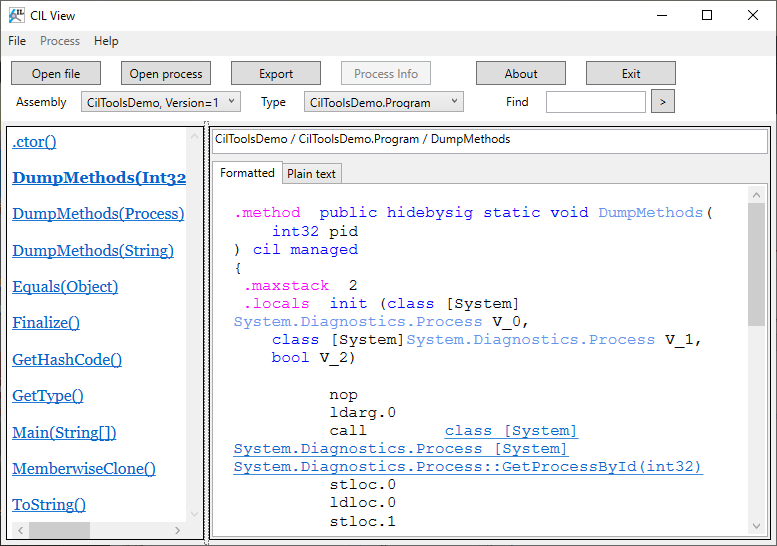 CIL View
File Process Help
Open file Open process Export Process Info About Exit
Assembly CilToolsDemo, Version=1 Type CilToolsDemo.Program Find >
CilToolsDemo / CilToolsDemo.Program / DumpMethods
Formatted Plain text
.ctor()
DumpMethods(Int32
DumpMethods(Process)
DumpMethods(String)
Equals(Object)
Finalize()
GetHashCode()
GetType()
Main(String[])
MemberwiseClone()
ToString()
.method public hidebysig static void DumpMethods(
int32 pid
) cil managed
{
.maxstack 2
.locals init (class [System]
System.Diagnostics.Process V_0,
class [System]System.Diagnostics.Process V_1,
bool V_2)
nop
ldarg.0
call class [System]
System.Diagnostics.Process [System]
System.Diagnostics.Process::GetProcessById(int32)
stloc.0
ldloc.0
stloc.1